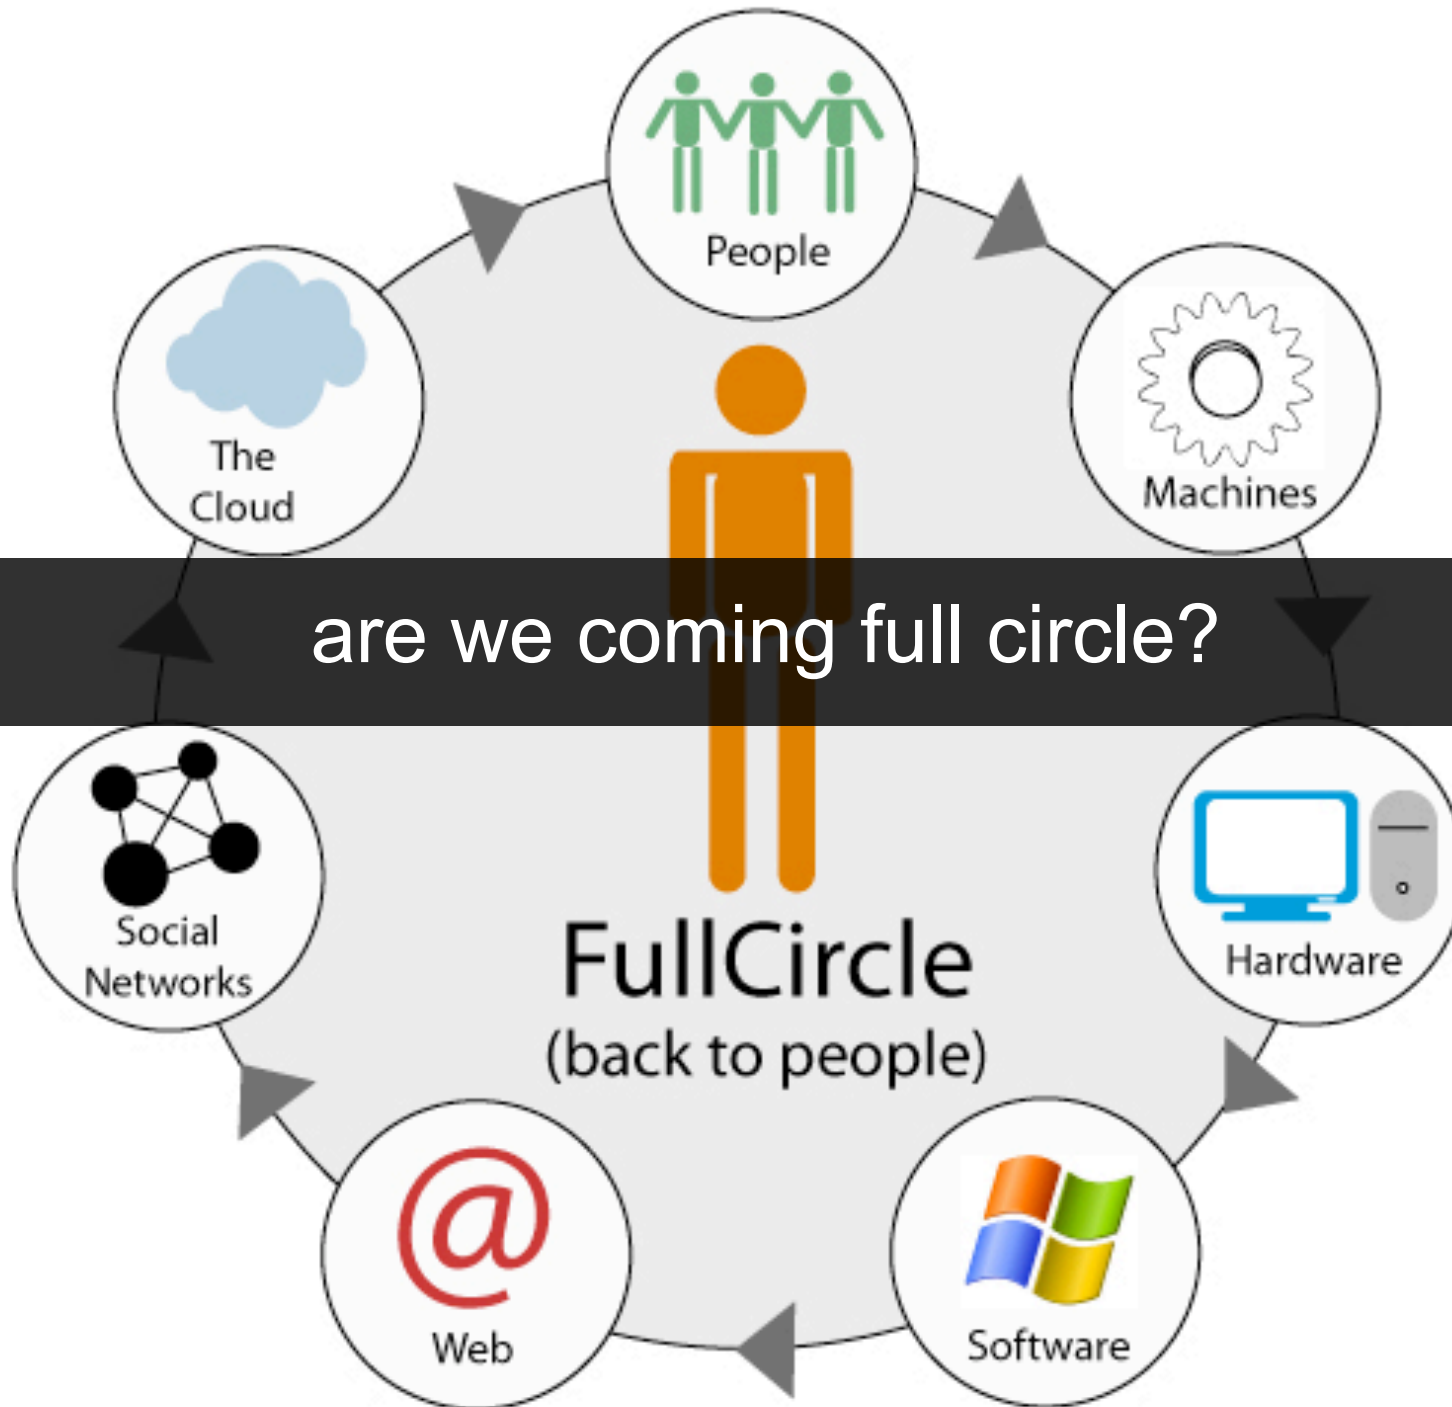 People
The
Cloud
Machines
are we coming full circle?
Social
Networks
Hardware
FullCircle
(back to people)
@
Web
Software